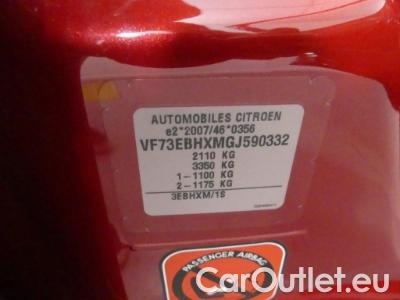 AUTOMOBILES CITROEN
e2*2007/46*0356
VF73EBHXMGJ590332
2110 KG
3350 KG
1-1100 KG
2-1175 KG
3EBHXM/1S
PASSENGER AIRBAG
CarOutlet.eu